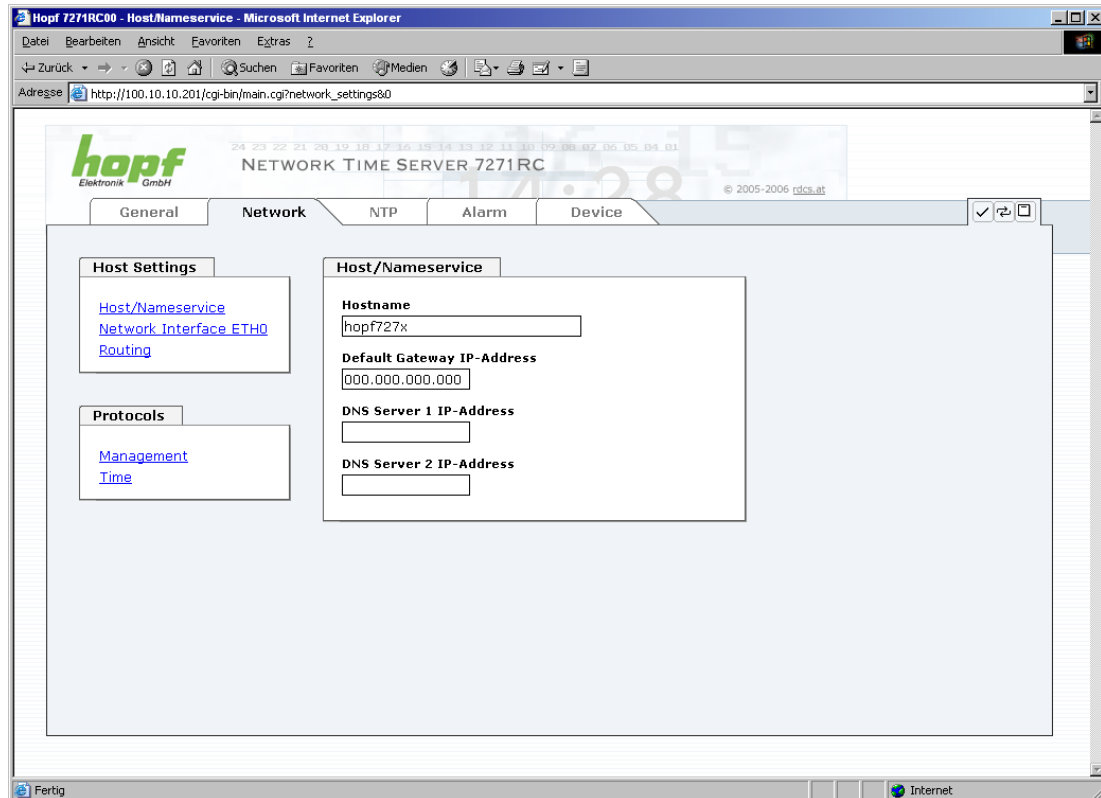 Hopf 7271RC00 - Host/Nameservice - Microsoft Internet Explorer
Datei Bearbeiten Ansicht Favoriten Extras ?
Zurück Suchen Favoriten Medien
Adresse http://100.10.10.201/cgi-bin/main.cgi?network_settings&0
24 23 22 21 20 19 18 17 16 15 14 13 12 11 10 09 08 07 06 05 04 01
hopf
Elektronik GmbH
NETWORK TIME SERVER 7271RC
14:28
© 2005-2006 rdcs.at
General Network NTP Alarm Device
Host Settings
Host/Nameservice
Network Interface ETH0
Routing
Protocols
Management
Time
Host/Nameservice
Hostname
hopf727x
Default Gateway IP-Address
000.000.000.000
DNS Server 1 IP-Address
DNS Server 2 IP-Address
Fertig Internet